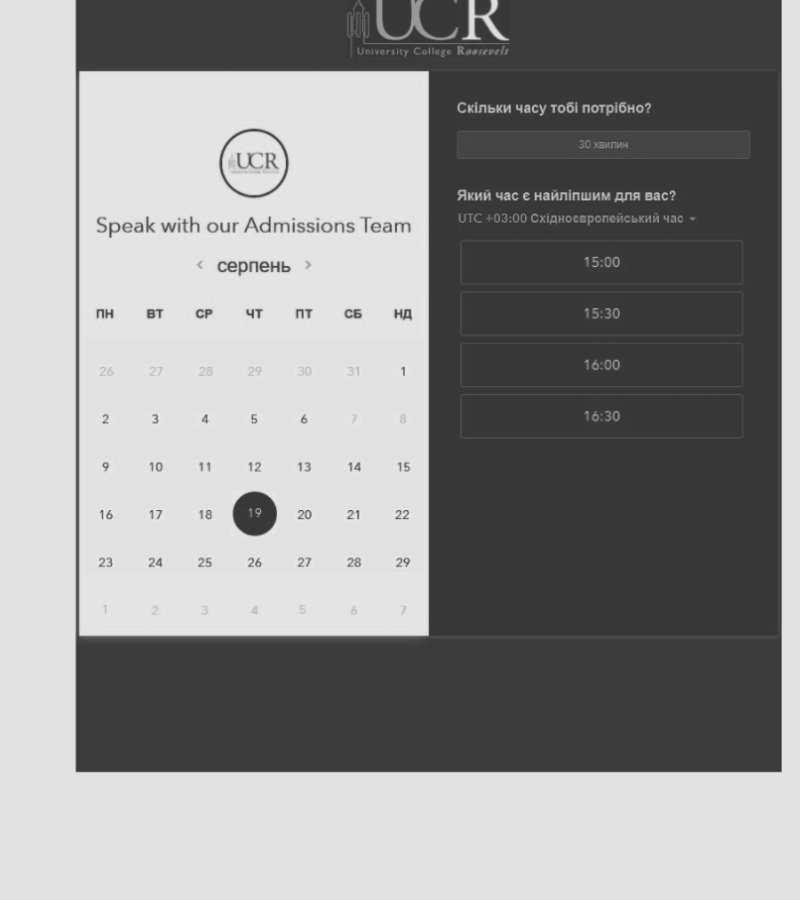 UCR
University College Roosevelt
UCR
Speak with our Admissions Team
серпень
ПН ВТ СР ЧТ ПТ СБ НД
26 27 28 29 30 31 1
2 3 4 5 6 7 8
9 10 11 12 13 14 15
16 17 18 19 20 21 22
23 24 25 26 27 28 29
1 2 3 4 5 6 7
Скільки часу тобі потрібно?
30 хвилин
Який час є найліпшим для вас?
UTC +03:00 Східноєвропейський час
15:00
15:30
16:00
16:30